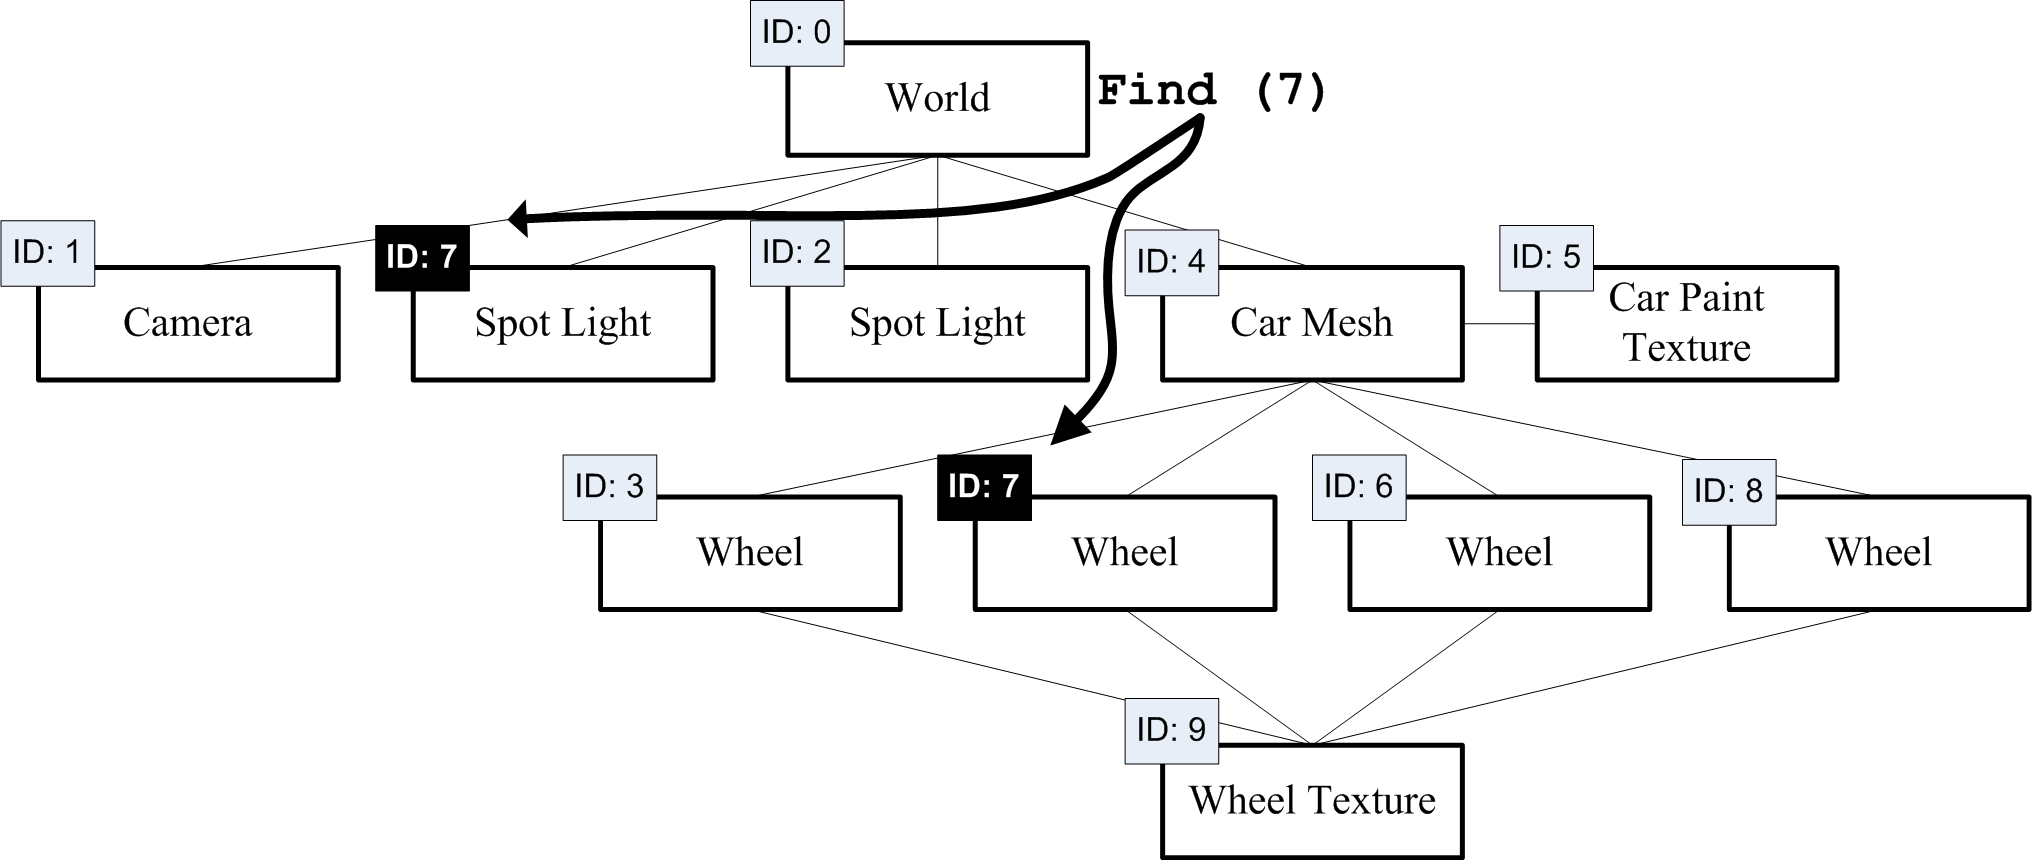 ID: 0
World
Find (7)
ID: 1
Camera
ID: 7
Spot Light
ID: 2
Spot Light
ID: 4
Car Mesh
ID: 5
Car Paint
Texture
ID: 3
Wheel
ID: 7
Wheel
ID: 6
Wheel
ID: 8
Wheel
ID: 9
Wheel Texture